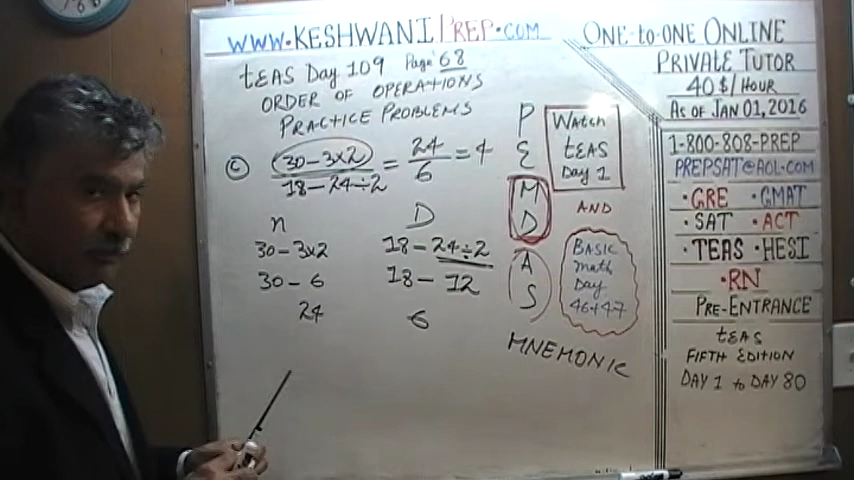 WWW.KESHWANIPREP.COM
TEAS DAY 109 Page 68
ORDER OF OPERATIONS
PRACTICE PROBLEMS
C (30-3x2) / (18-24÷2) = 24/6 = 4
n D
30-3x2 18-24÷2
30-6 18-12
24 6
P
E
M
D
A
S
MNEMONIC
Watch
TEAS
Day 1
AND
BASIC
math
Day
46+47
ONE-TO-ONE ONLINE
PRIVATE TUTOR
40$/HOUR
AS OF JAN 01, 2016
1-800-808-PREP
PREPSAT@AOL.COM
•GRE •GMAT
•SAT •ACT
•TEAS •HESI
•RN
PRE-ENTRANCE
TEAS
FIFTH EDITION
DAY 1 to DAY 80